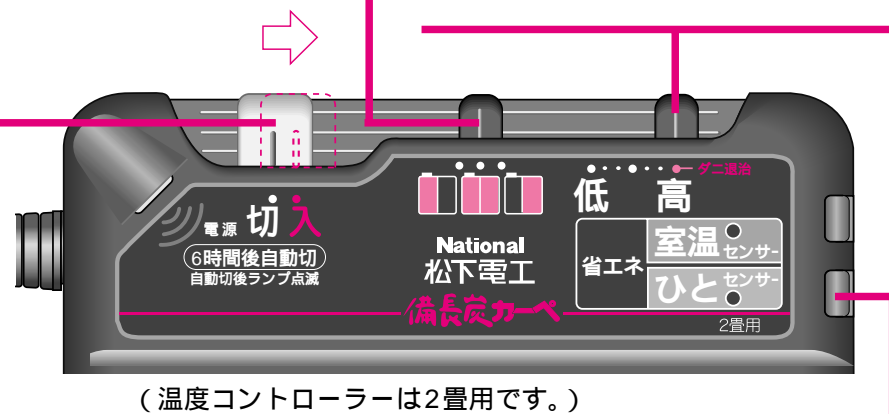 ダニ退治
低 高
電源 切 入
6時間後自動切
自動切後ランプ点滅
National
松下電工
備長炭カーペ
省エネ
室温センサー
ひとセンサー
2畳用
(温度コントローラーは2畳用です。)